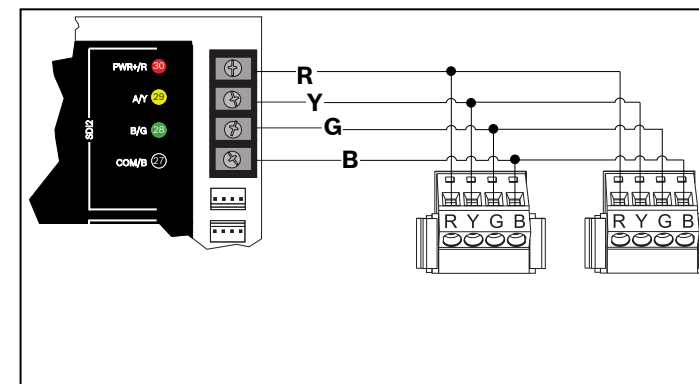 PWR+/R 30
A/Y 29
B/G 28
COM/B 27
SDI2
R
Y
G
B
R Y G B
R Y G B